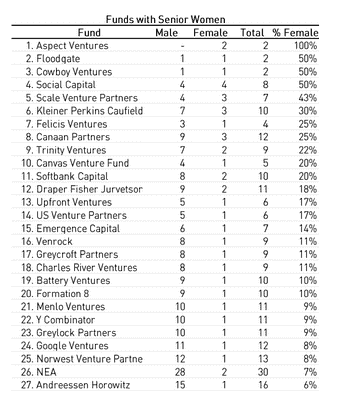 Funds with Senior Women
Fund Male Female Total % Female
1. Aspect Ventures - 2 2 100%
2. Floodgate 1 1 2 50%
3. Cowboy Ventures 1 1 2 50%
4. Social Capital 4 4 8 50%
5. Scale Venture Partners 4 3 7 43%
6. Kleiner Perkins Caufield 7 3 10 30%
7. Felicis Ventures 3 1 4 25%
8. Canaan Partners 9 3 12 25%
9. Trinity Ventures 7 2 9 22%
10. Canvas Venture Fund 4 1 5 20%
11. Softbank Capital 8 2 10 20%
12. Draper Fisher Jurvetsor 9 2 11 18%
13. Upfront Ventures 5 1 6 17%
14. US Venture Partners 5 1 6 17%
15. Emergence Capital 6 1 7 14%
16. Venrock 8 1 9 11%
17. Greycroft Partners 8 1 9 11%
18. Charles River Ventures 8 1 9 11%
19. Battery Ventures 9 1 10 10%
20. Formation 8 9 1 10 10%
21. Menlo Ventures 10 1 11 9%
22. Y Combinator 10 1 11 9%
23. Greylock Partners 10 1 11 9%
24. Google Ventures 11 1 12 8%
25. Norwest Venture Partne 12 1 13 8%
26. NEA 28 2 30 7%
27. Andreessen Horowitz 15 1 16 6%